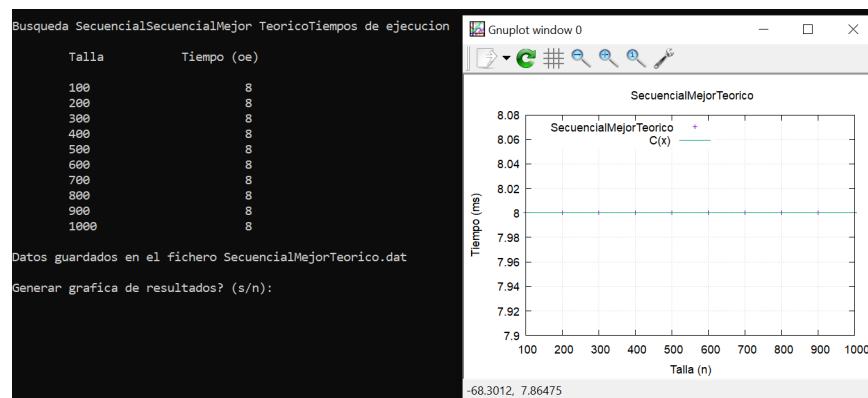 Busqueda SecuencialSecuencialMejor TeoricoTiempos de ejecucion
Talla Tiempo (oe)
100 8
200 8
300 8
400 8
500 8
600 8
700 8
800 8
900 8
1000 8
Datos guardados en el fichero SecuencialMejorTeorico.dat
Generar grafica de resultados? (s/n):
Gnuplot window 0
SecuencialMejorTeorico
8.08
8.06
8.04
8.02
8
7.98
7.96
7.94
7.92
7.9
Tiempo (ms)
SecuencialMejorTeorico
C(x)
100 200 300 400 500 600 700 800 900 1000
Talla (n)
-68.3012, 7.86475